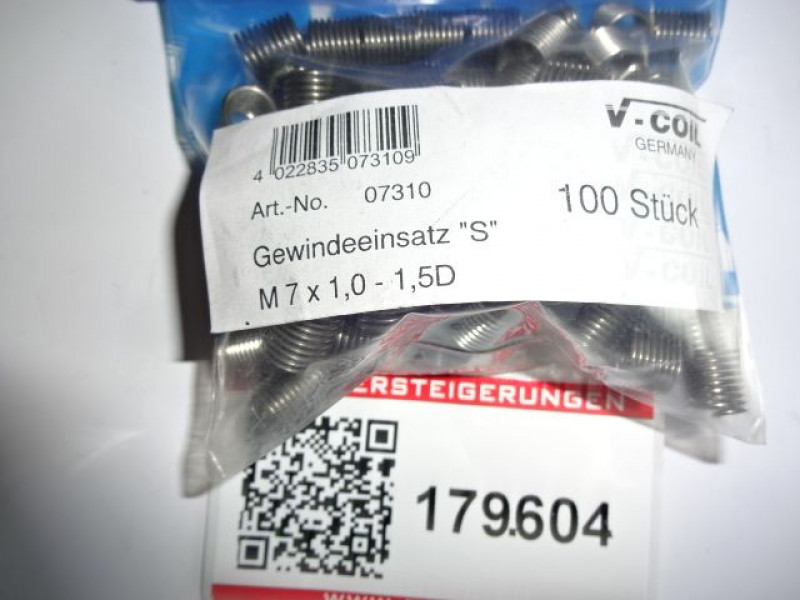 V-COIL
GERMANY
4 022835 073109
Art.-No. 07310
100 Stück
Gewindeeinsatz "S"
M 7 x 1,0 - 1,5D
ERSTEIGERUNGEN
179.604